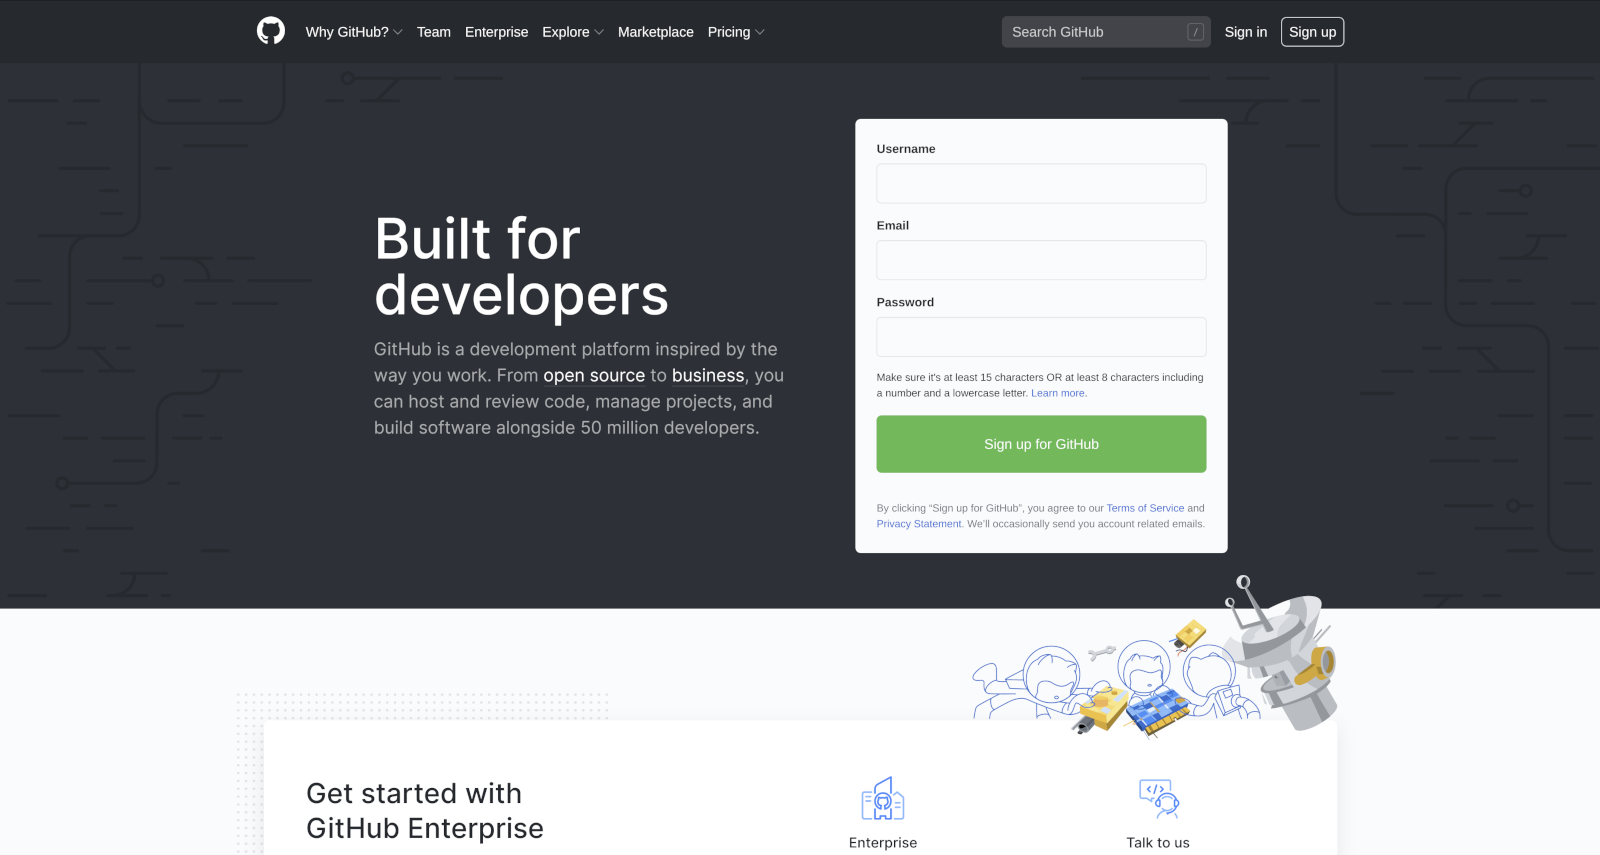 Why GitHub? Team Enterprise Explore Marketplace Pricing Search GitHub / Sign in Sign up
Built for
developers
GitHub is a development platform inspired by the
way you work. From open source to business, you
can host and review code, manage projects, and
build software alongside 50 million developers.
Username
Email
Password
Make sure it's at least 15 characters OR at least 8 characters including
a number and a lowercase letter. Learn more.
Sign up for GitHub
By clicking “Sign up for GitHub”, you agree to our Terms of Service and
Privacy Statement. We’ll occasionally send you account related emails.
Get started with
GitHub Enterprise
Enterprise
Talk to us